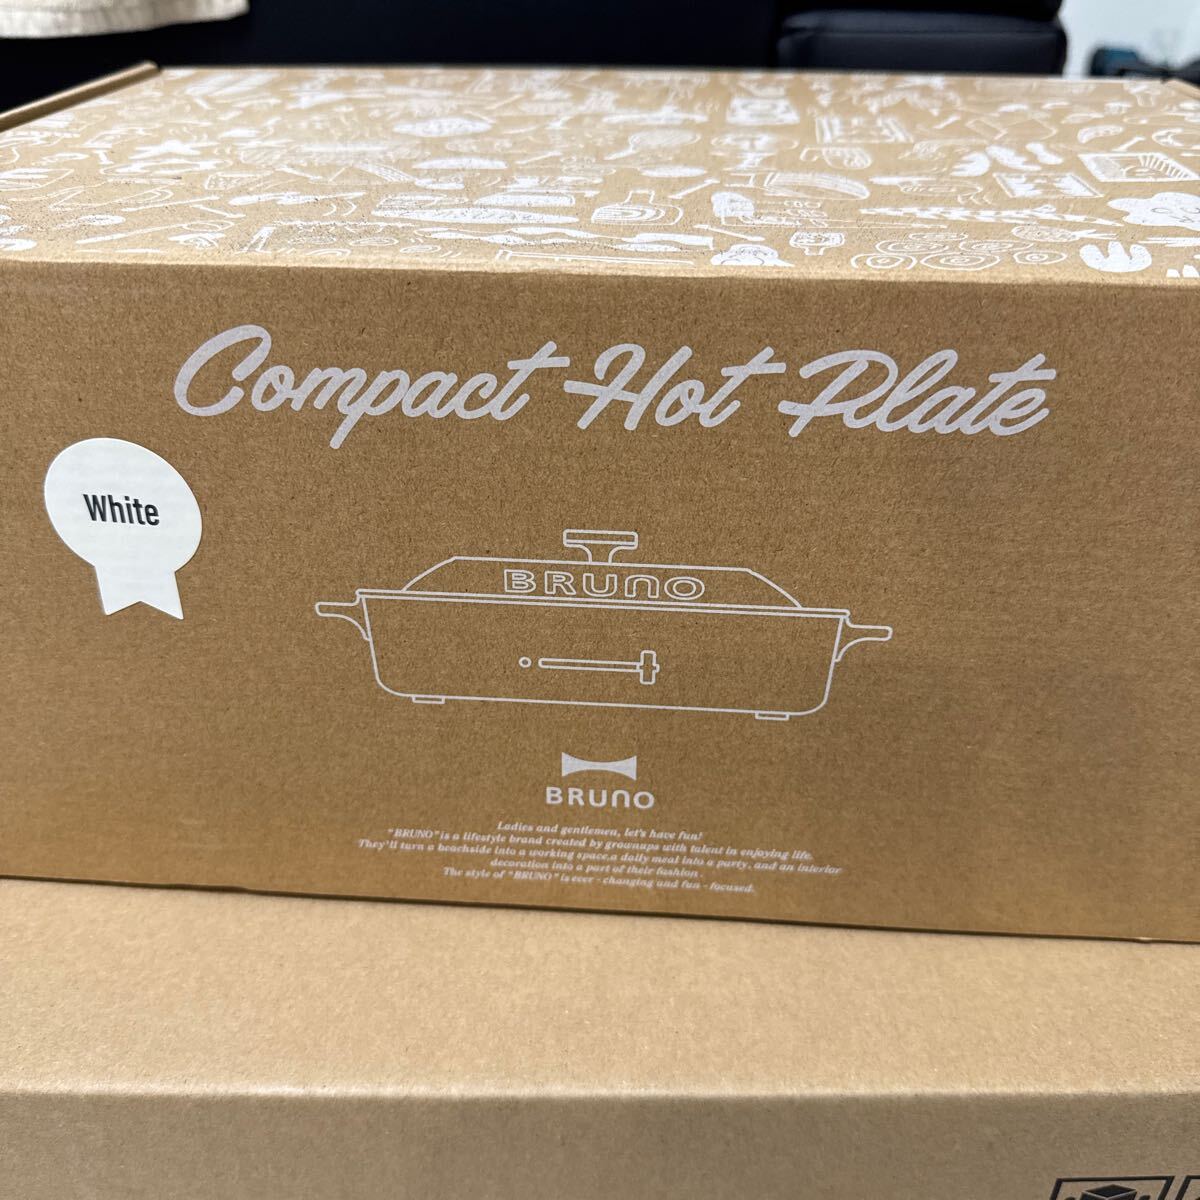 Compact Hot Plate
White
BRUNO
BRUNO
Ladies and gentlemen, let's have fun!
"BRUNO" is a lifestyle brand created by grownups with talent in enjoying life.
They'll turn a beachside into a working space, a daily meal into a party, and an interior
decoration into a part of their fashion.
The style of "BRUNO" is ever - changing and fun - focused.